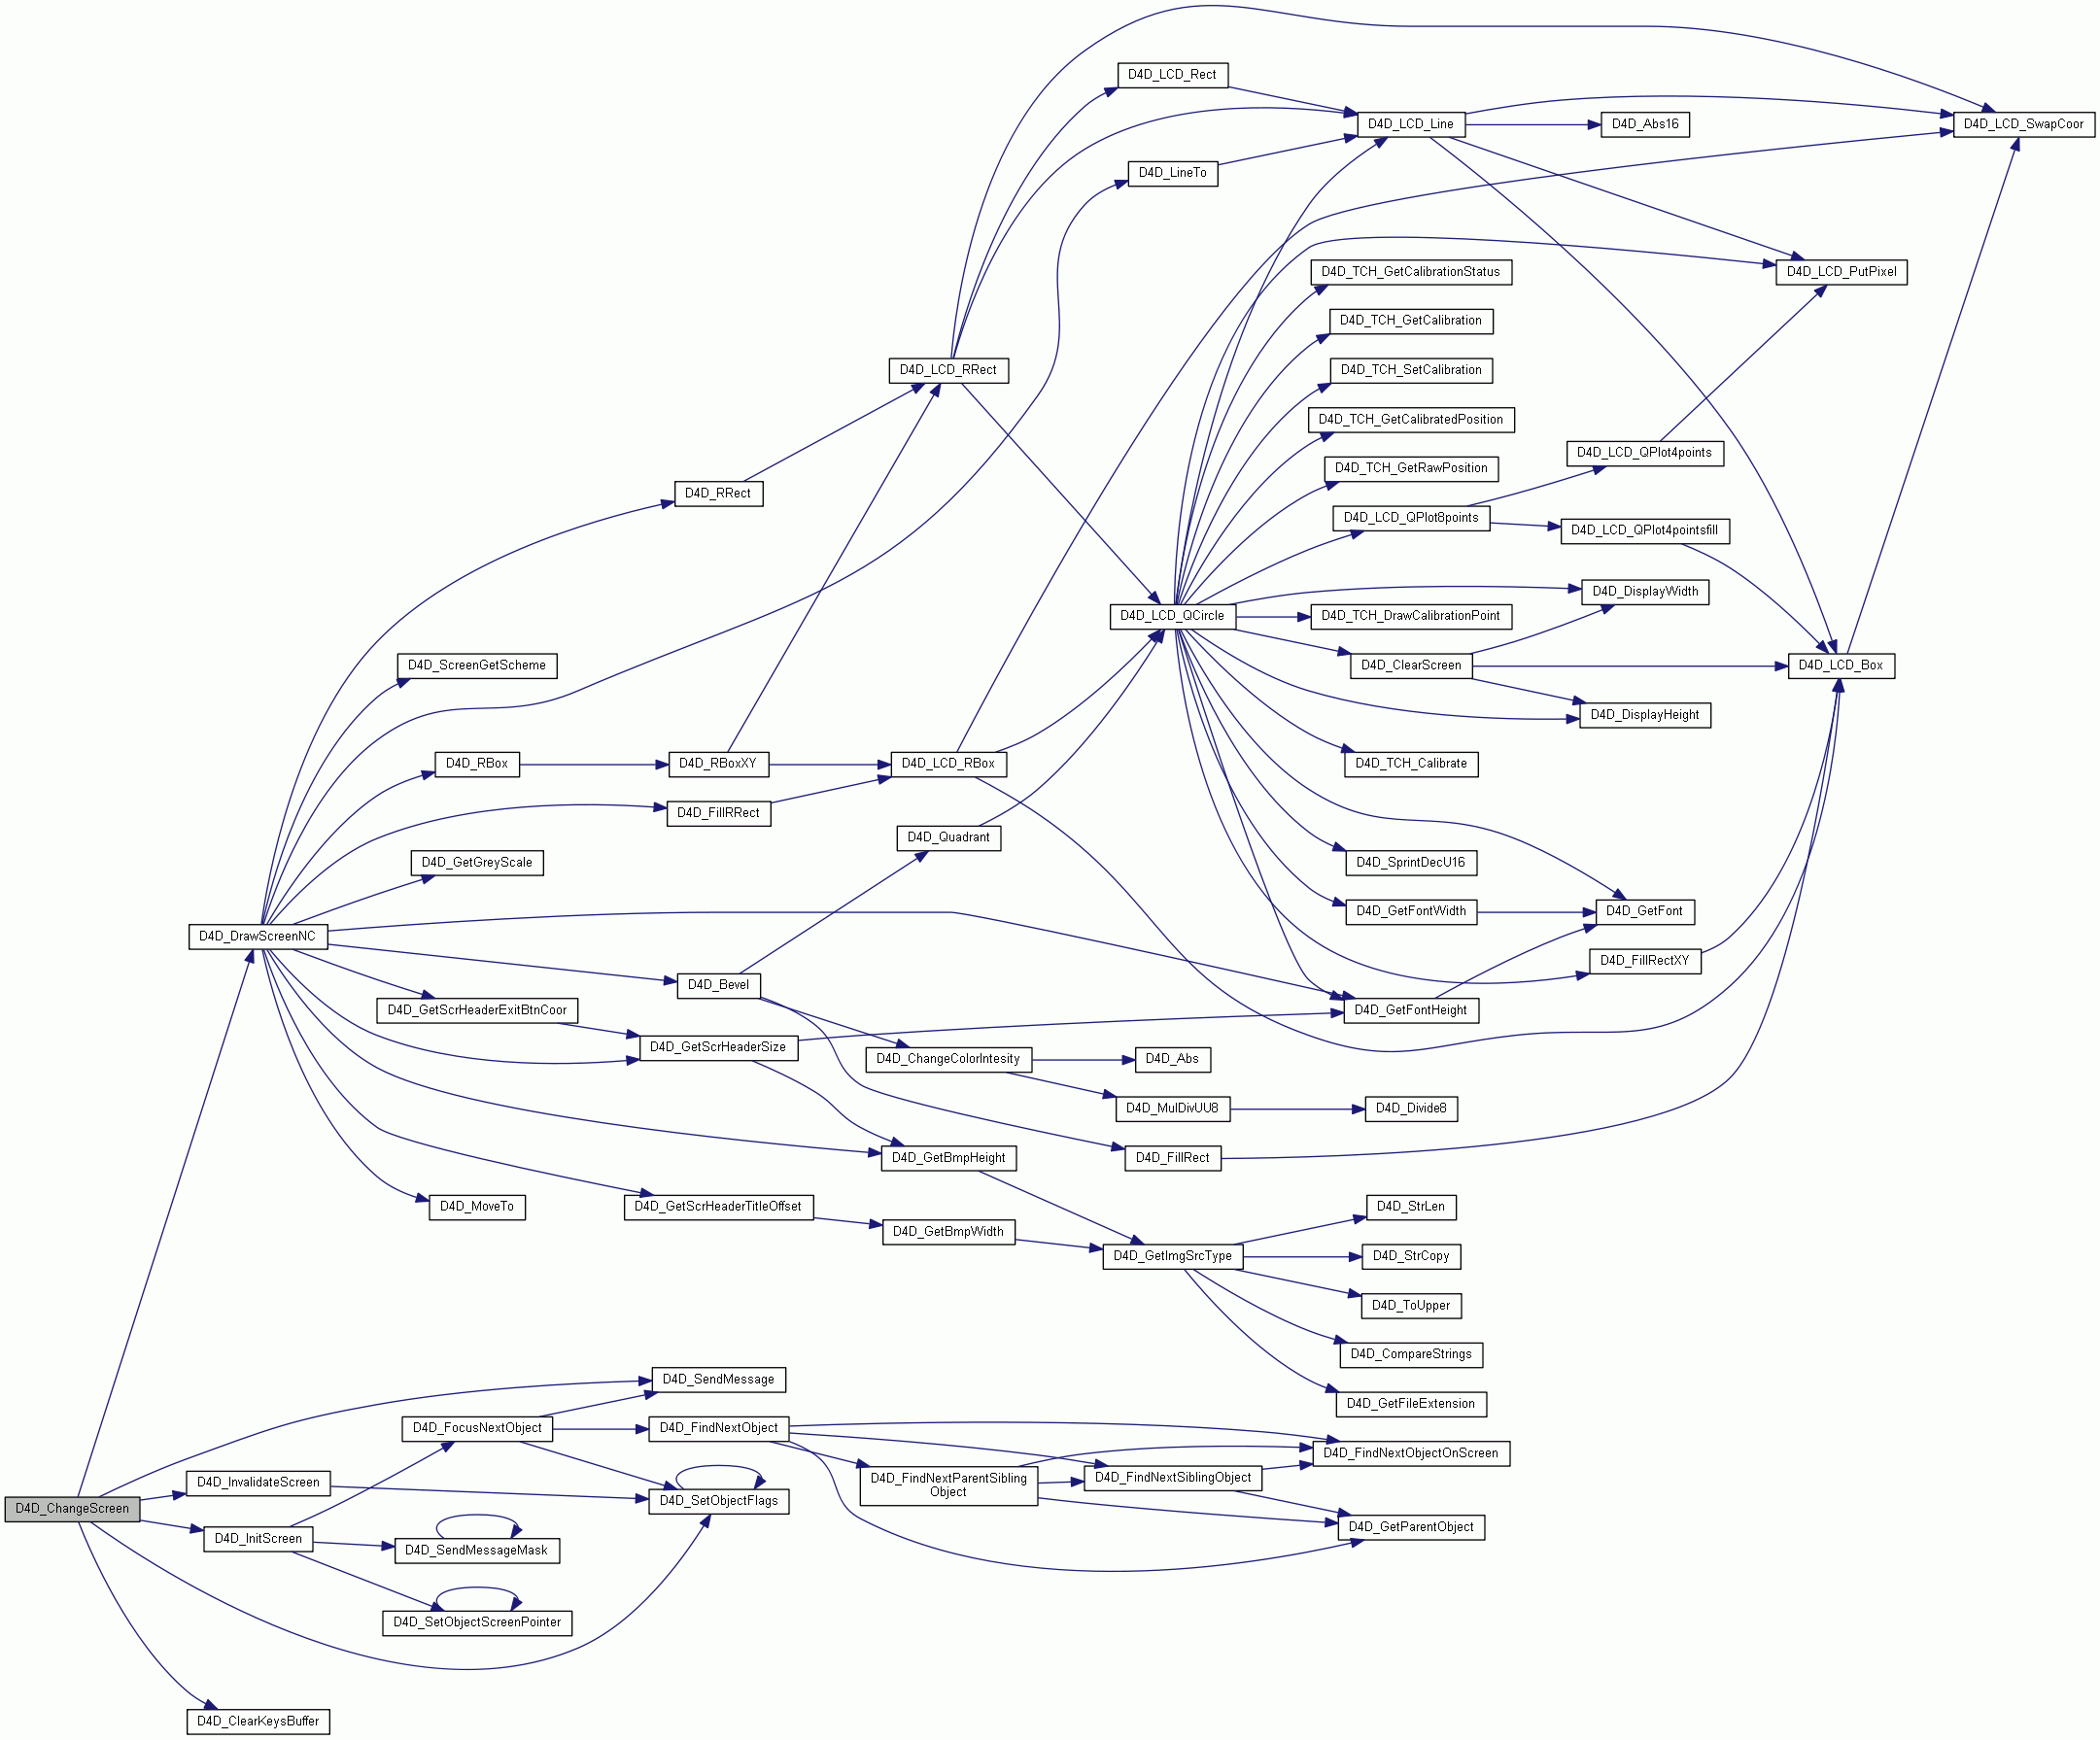 D4D_LCD_Rect
D4D_LCD_Line
D4D_Abs16
D4D_LCD_SwapCoor
D4D_LineTo
D4D_TCH_GetCalibrationStatus
D4D_LCD_PutPixel
D4D_TCH_GetCalibration
D4D_LCD_RRect
D4D_TCH_SetCalibration
D4D_TCH_GetCalibratedPosition
D4D_LCD_QPlot4points
D4D_TCH_GetRawPosition
D4D_RRect
D4D_LCD_QPlot8points
D4D_LCD_QPlot4pointsfill
D4D_DisplayWidth
D4D_LCD_QCircle
D4D_TCH_DrawCalibrationPoint
D4D_ScreenGetScheme
D4D_ClearScreen
D4D_LCD_Box
D4D_DisplayHeight
D4D_RBox
D4D_RBoxXY
D4D_LCD_RBox
D4D_TCH_Calibrate
D4D_FillRRect
D4D_Quadrant
D4D_GetGreyScale
D4D_SprintDecU16
D4D_GetFontWidth
D4D_GetFont
D4D_DrawScreenNC
D4D_FillRectXY
D4D_Bevel
D4D_GetScrHeaderExitBtnCoor
D4D_GetFontHeight
D4D_GetScrHeaderSize
D4D_ChangeColorIntesity
D4D_Abs
D4D_MulDivUU8
D4D_Divide8
D4D_GetBmpHeight
D4D_FillRect
D4D_MoveTo
D4D_GetScrHeaderTitleOffset
D4D_StrLen
D4D_GetBmpWidth
D4D_GetImgSrcType
D4D_StrCopy
D4D_ToUpper
D4D_CompareStrings
D4D_SendMessage
D4D_GetFileExtension
D4D_FocusNextObject
D4D_FindNextObject
D4D_FindNextObjectOnScreen
D4D_InvalidateScreen
D4D_FindNextParentSibling
Object
D4D_FindNextSiblingObject
D4D_SetObjectFlags
D4D_ChangeScreen
D4D_GetParentObject
D4D_InitScreen
D4D_SendMessageMask
D4D_SetObjectScreenPointer
D4D_ClearKeysBuffer